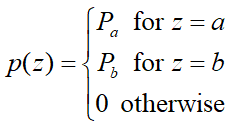 P_a for z = a
p(z) = { P_b for z = b
0 otherwise